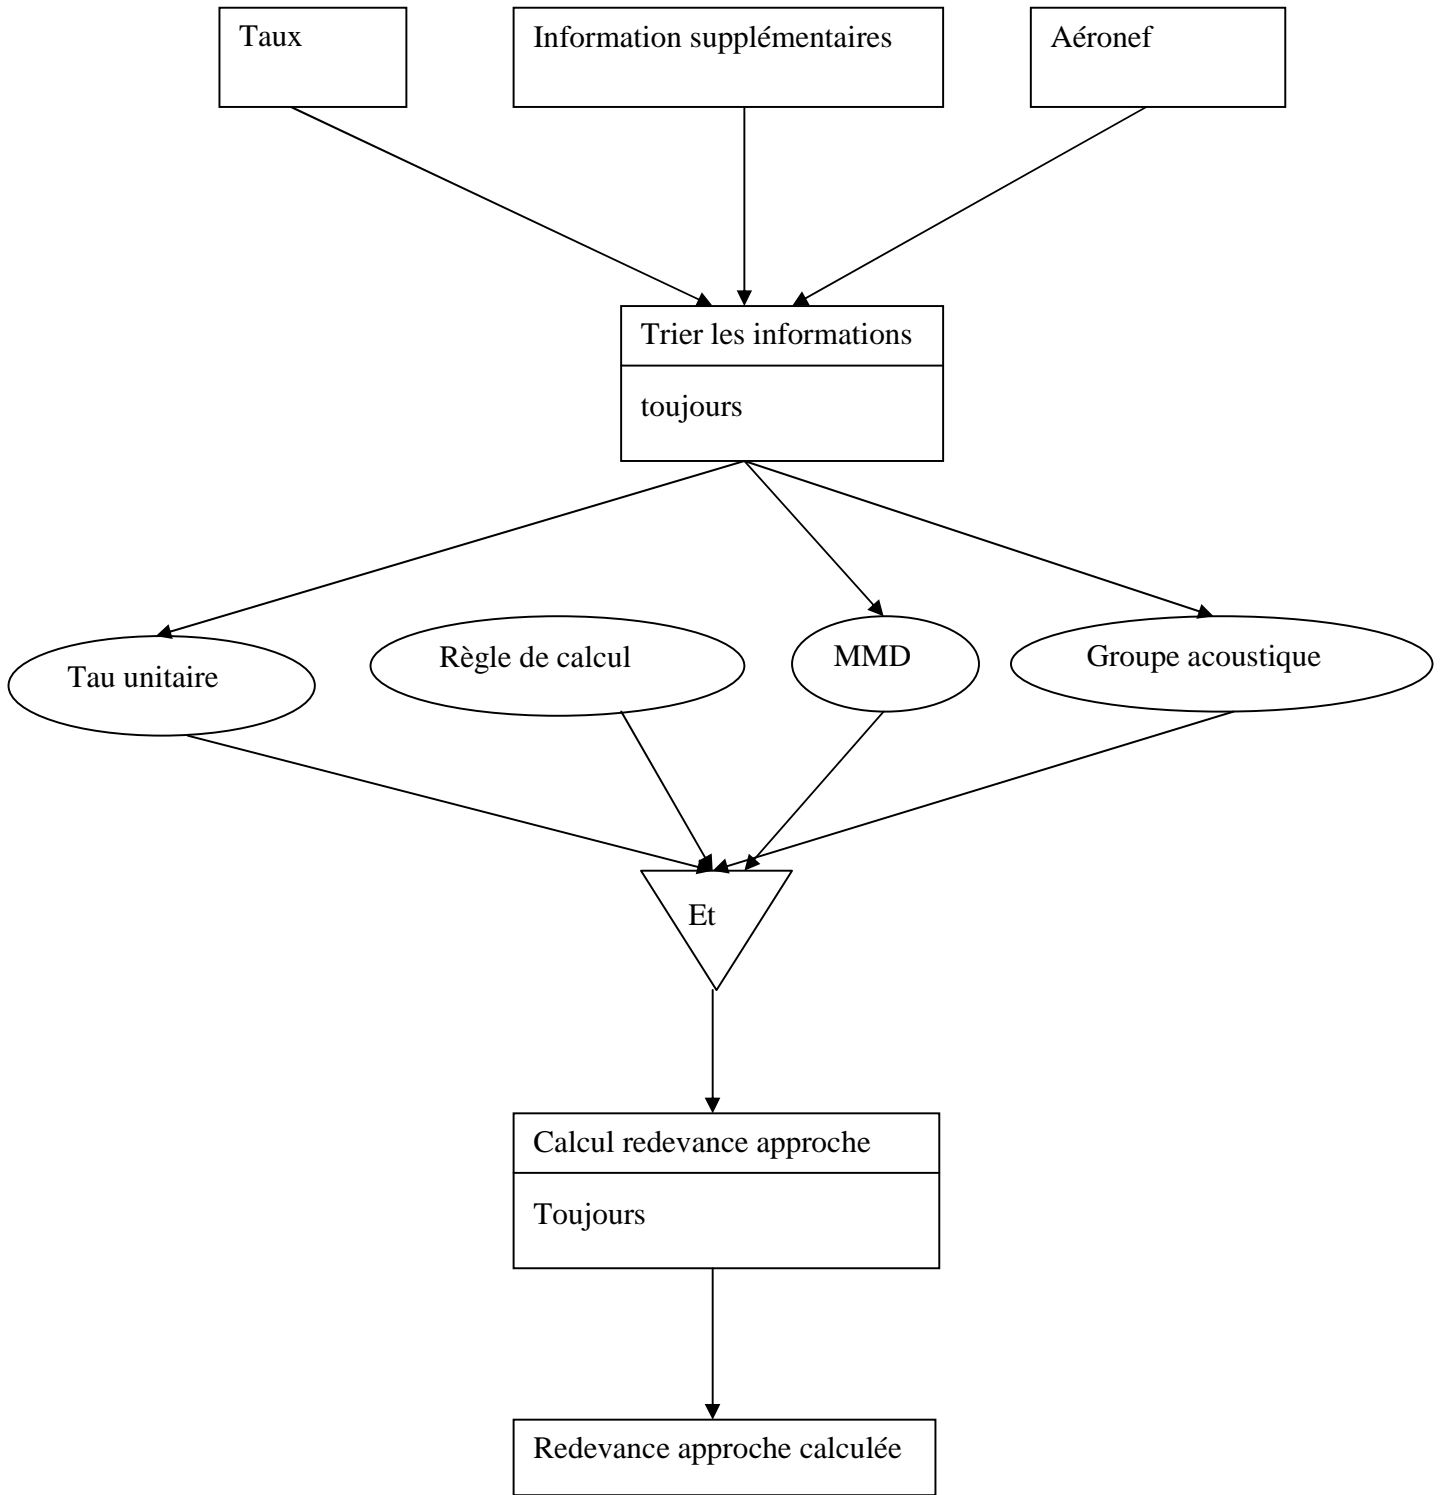 Taux
Information supplémentaires
Aéronef
Trier les informations
toujours
Tau unitaire
Règle de calcul
MMD
Groupe acoustique
Et
Calcul redevance approche
Toujours
Redevance approche calculée